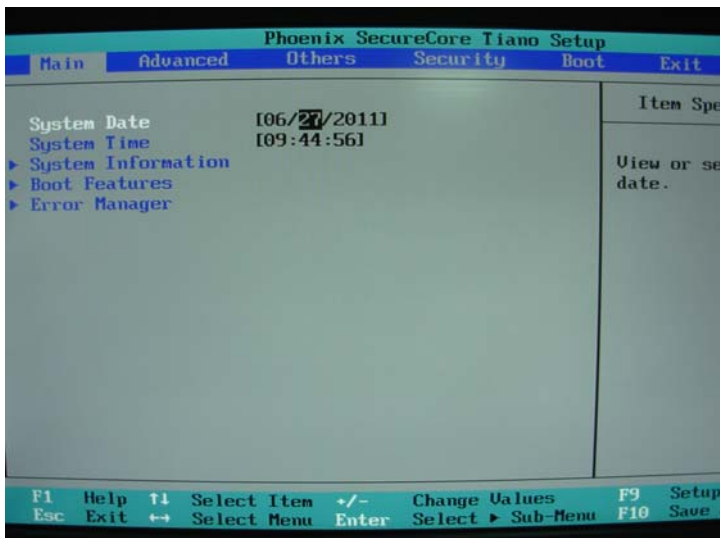 Phoenix SecureCore Tiano Setup
Main Advanced Others Security Boot Exit
Item Spe
System Date [06/27/2011]
System Time [09:44:56]
► System Information
► Boot Features
► Error Manager
View or se
date.
F1 Help ↑↓ Select Item +/- Change Values F9 Setup
Esc Exit ←→ Select Menu Enter Select ► Sub-Menu F10 Save